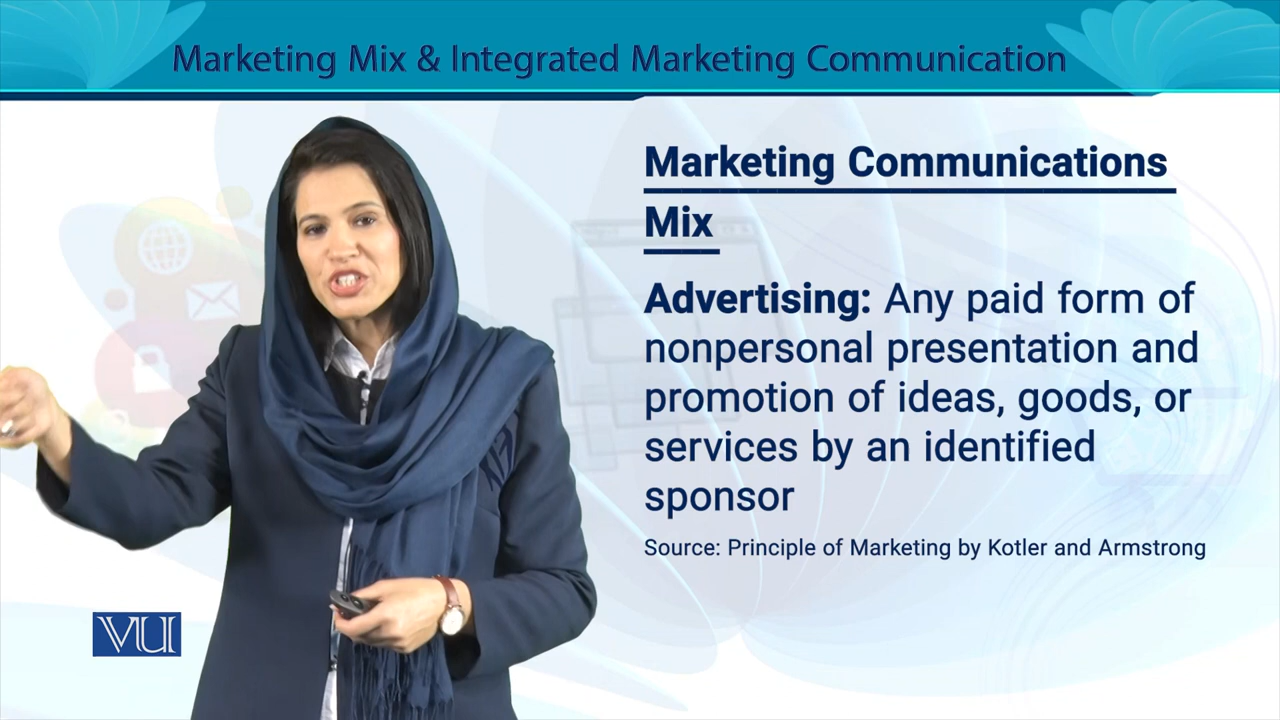 Marketing Mix & Integrated Marketing Communication
Marketing Communications
Mix
Advertising: Any paid form of
nonpersonal presentation and
promotion of ideas, goods, or
services by an identified
sponsor
Source: Principle of Marketing by Kotler and Armstrong
VU